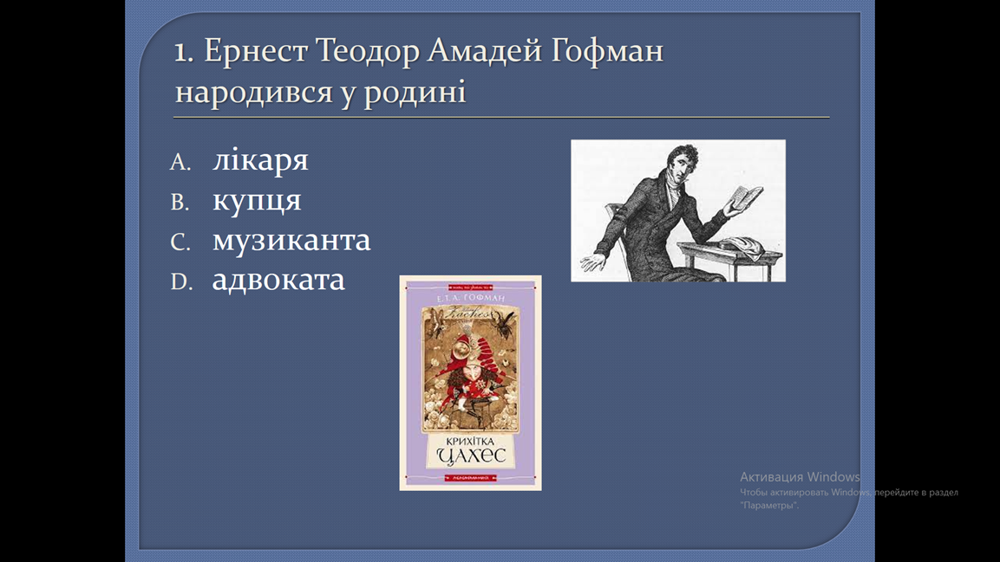 1. Ернест Теодор Амадей Гофман
народився у родині
A. лікаря
B. купця
C. музиканта
D. адвоката
Е.Т.А. ГОФМАН
Zaches
КРИХІТКА
ЦАХЕС
Активация Windows
Чтобы активировать Windows, перейдите в раздел
"Параметры".